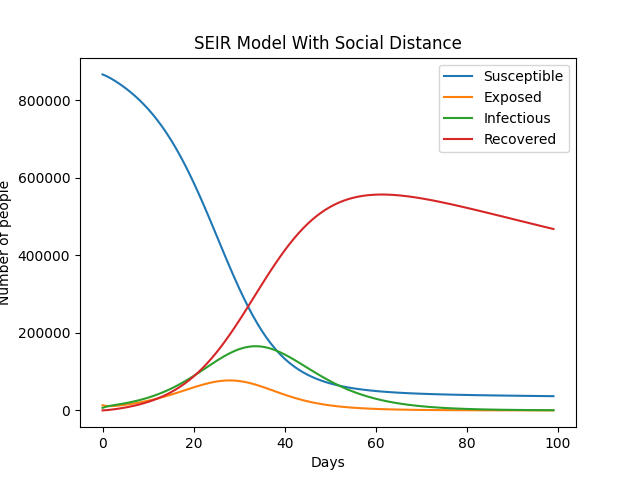 SEIR Model With Social Distance
Susceptible
Exposed
Infectious
Recovered
800000
600000
400000
200000
0
Number of people
0 20 40 60 80 100
Days